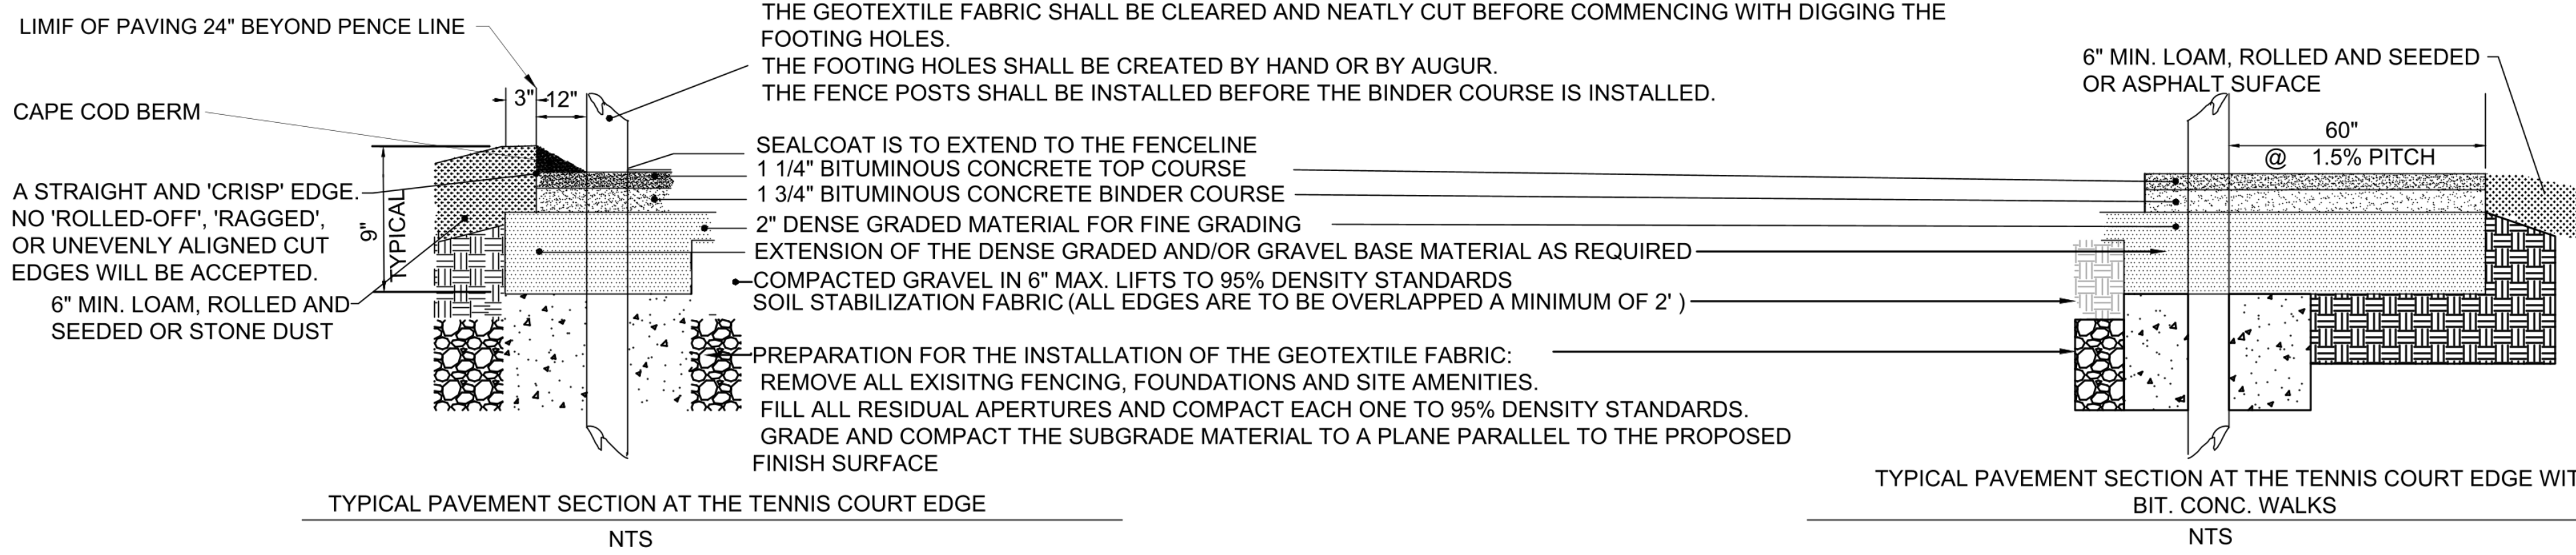 LIMIF OF PAVING 24" BEYOND PENCE LINE
CAPE COD BERM
3" 12"
A STRAIGHT AND 'CRISP' EDGE.
NO 'ROLLED-OFF', 'RAGGED',
OR UNEVENLY ALIGNED CUT
EDGES WILL BE ACCEPTED.
9"
TYPICAL
6" MIN. LOAM, ROLLED AND
SEEDED OR STONE DUST
THE GEOTEXTILE FABRIC SHALL BE CLEARED AND NEATLY CUT BEFORE COMMENCING WITH DIGGING THE
FOOTING HOLES.
THE FOOTING HOLES SHALL BE CREATED BY HAND OR BY AUGUR.
THE FENCE POSTS SHALL BE INSTALLED BEFORE THE BINDER COURSE IS INSTALLED.
SEALCOAT IS TO EXTEND TO THE FENCELINE
1 1/4" BITUMINOUS CONCRETE TOP COURSE
1 3/4" BITUMINOUS CONCRETE BINDER COURSE
2" DENSE GRADED MATERIAL FOR FINE GRADING
EXTENSION OF THE DENSE GRADED AND/OR GRAVEL BASE MATERIAL AS REQUIRED
COMPACTED GRAVEL IN 6" MAX. LIFTS TO 95% DENSITY STANDARDS
SOIL STABILIZATION FABRIC (ALL EDGES ARE TO BE OVERLAPPED A MINIMUM OF 2' )
PREPARATION FOR THE INSTALLATION OF THE GEOTEXTILE FABRIC:
REMOVE ALL EXISITNG FENCING, FOUNDATIONS AND SITE AMENITIES.
FILL ALL RESIDUAL APERTURES AND COMPACT EACH ONE TO 95% DENSITY STANDARDS.
GRADE AND COMPACT THE SUBGRADE MATERIAL TO A PLANE PARALLEL TO THE PROPOSED
FINISH SURFACE
TYPICAL PAVEMENT SECTION AT THE TENNIS COURT EDGE
NTS
6" MIN. LOAM, ROLLED AND SEEDED
OR ASPHALT SUFACE
60"
@ 1.5% PITCH
TYPICAL PAVEMENT SECTION AT THE TENNIS COURT EDGE WIT
BIT. CONC. WALKS
NTS